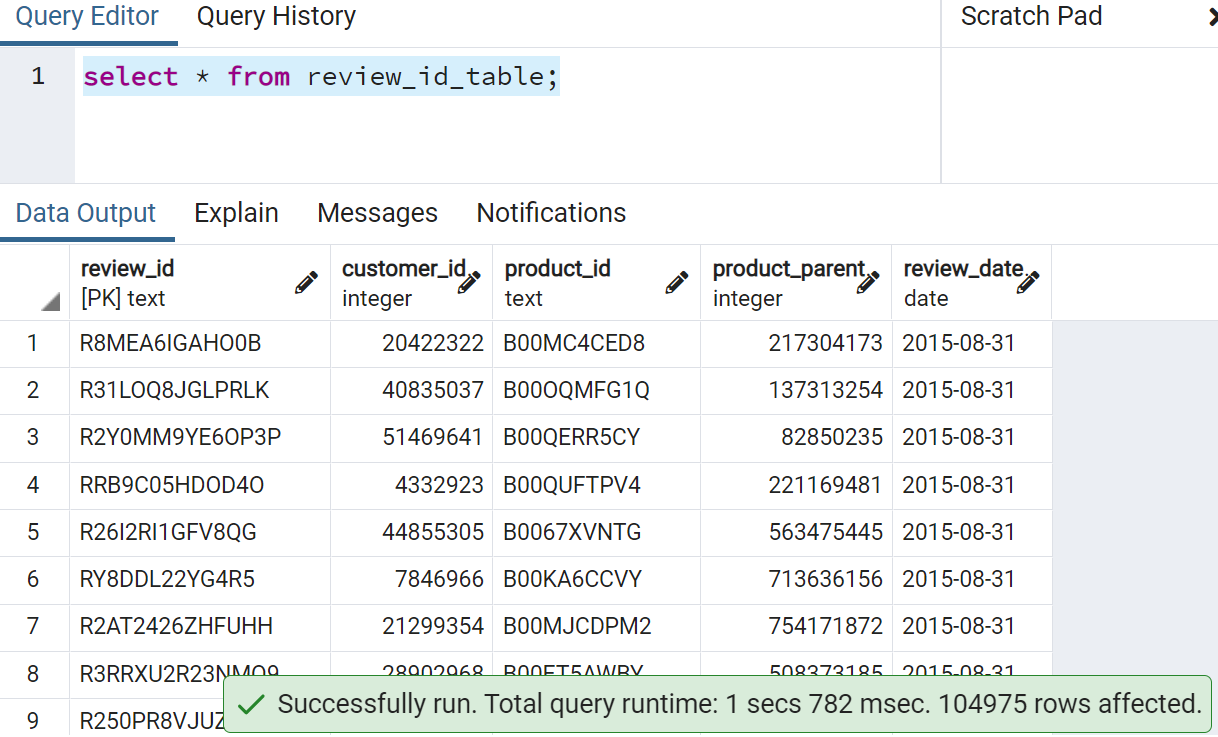 Query Editor Query History Scratch Pad
1 select * from review_id_table;
Data Output Explain Messages Notifications
review_id customer_id product_id product_parent review_date
[PK] text integer text integer date
1 R8MEA6IGAHO0B 20422322 B00MC4CED8 217304173 2015-08-31
2 R31LOQ8JGLPRLK 40835037 B00OQMFG1Q 137313254 2015-08-31
3 R2Y0MM9YE6OP3P 51469641 B00QERR5CY 82850235 2015-08-31
4 RRB9C05HDOD4O 4332923 B00QUFTPV4 221169481 2015-08-31
5 R26I2RI1GFV8QG 44855305 B0067XVNTG 563475445 2015-08-31
6 RY8DDL22YG4R5 7846966 B00KA6CCVY 713636156 2015-08-31
7 R2AT2426ZHFUHH 21299354 B00MJCDPM2 754171872 2015-08-31
8 R3RRXU2R23NMQ9 28902968 B00ET5AWBY 508373185 2015-08-31
9 R250PR8VJUZ
Successfully run. Total query runtime: 1 secs 782 msec. 104975 rows affected.